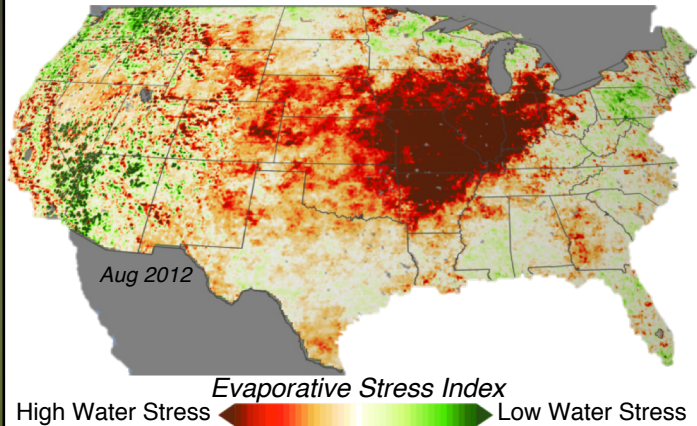 Aug 2012
Evaporative Stress Index
High Water Stress Low Water Stress